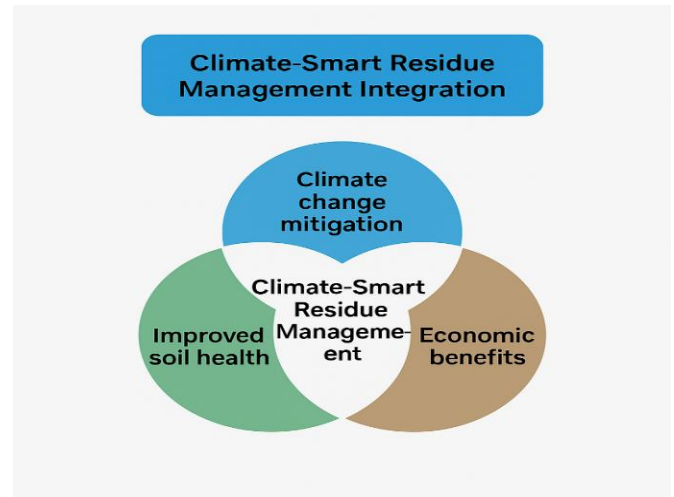 Climate-Smart Residue
Management Integration
Climate
change
mitigation
Climate-Smart
Residue
Manageme-
ent
Improved
soil health
Economic
benefits